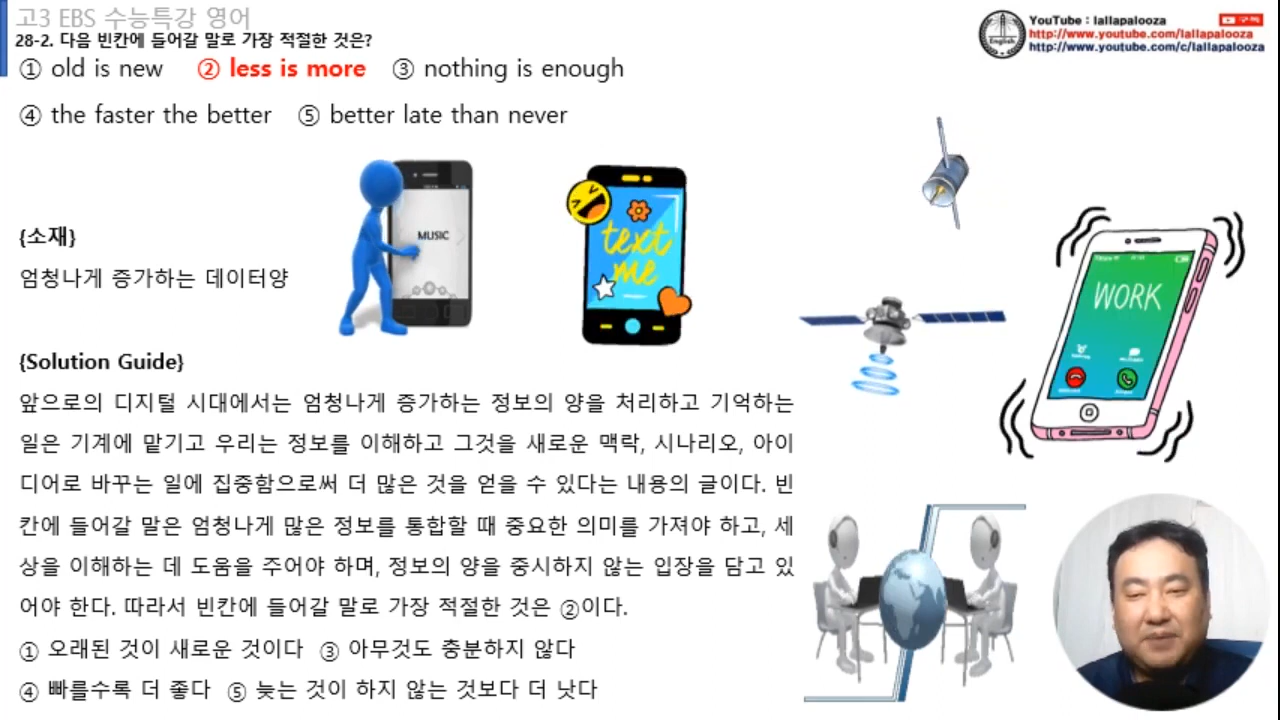 고3 EBS 수능특강 영어
28-2. 다음 빈칸에 들어갈 말로 가장 적절한 것은?
① old is new ② less is more ③ nothing is enough
④ the faster the better ⑤ better late than never
YouTube : lallapalooza
구독
http://www.youtube.com/lallapalooza
http://www.youtube.com/c/lallapalooza
English
{소재}
엄청나게 증가하는 데이터양
MUSIC
text
me
WORK
{Solution Guide}
앞으로의 디지털 시대에서는 엄청나게 증가하는 정보의 양을 처리하고 기억하는
일은 기계에 맡기고 우리는 정보를 이해하고 그것을 새로운 맥락, 시나리오, 아이
디어로 바꾸는 일에 집중함으로써 더 많은 것을 얻을 수 있다는 내용의 글이다. 빈
칸에 들어갈 말은 엄청나게 많은 정보를 통합할 때 중요한 의미를 가져야 하고, 세
상을 이해하는 데 도움을 주어야 하며, 정보의 양을 중시하지 않는 입장을 담고 있
어야 한다. 따라서 빈칸에 들어갈 말로 가장 적절한 것은 ②이다.
① 오래된 것이 새로운 것이다 ③ 아무것도 충분하지 않다
④ 빠를수록 더 좋다 ⑤ 늦는 것이 하지 않는 것보다 더 낫다